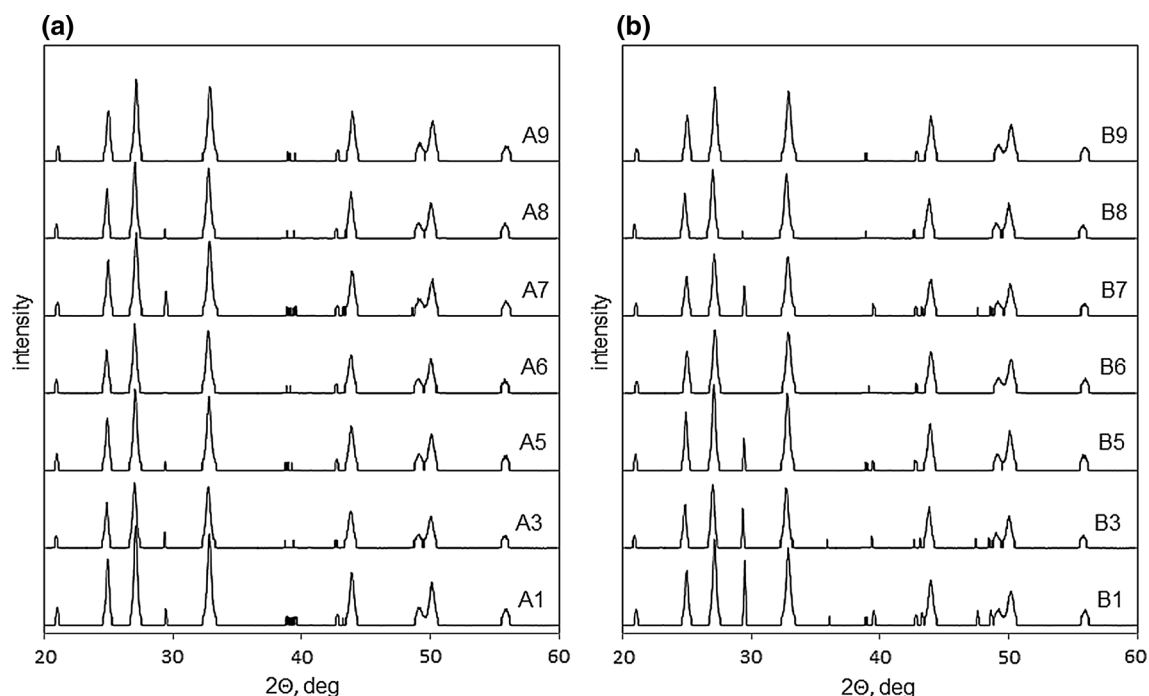 (a)
A9
A8
A7
A6
A5
A3
A1
intensity
20 30 40 50 60
2Θ, deg
(b)
B9
B8
B7
B6
B5
B3
B1
intensity
20 30 40 50 60
2Θ, deg